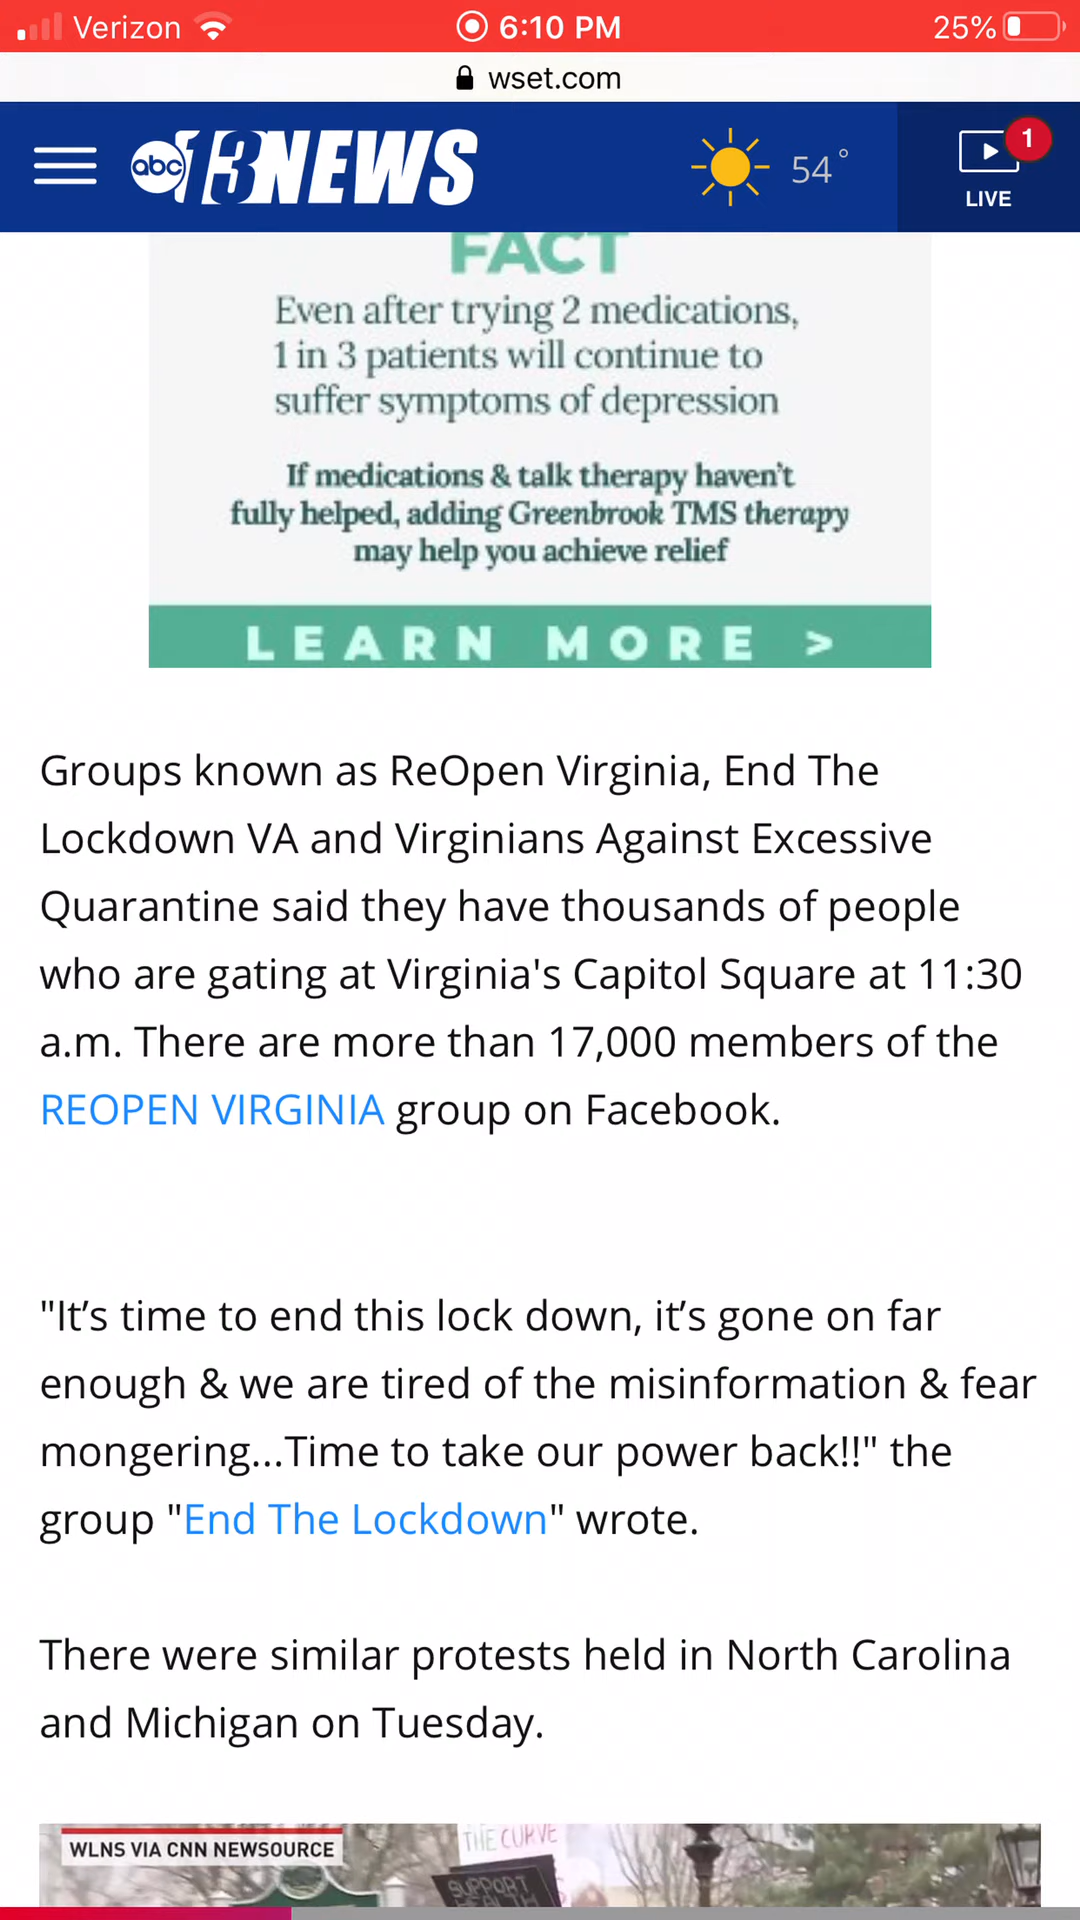 Verizon 6:10 PM 25%
wset.com
abc 13 NEWS 54° 1
LIVE
FACT
Even after trying 2 medications,
1 in 3 patients will continue to
suffer symptoms of depression
If medications & talk therapy haven't
fully helped, adding Greenbrook TMS therapy
may help you achieve relief
LEARN MORE >
Groups known as ReOpen Virginia, End The
Lockdown VA and Virginians Against Excessive
Quarantine said they have thousands of people
who are gating at Virginia's Capitol Square at 11:30
a.m. There are more than 17,000 members of the
REOPEN VIRGINIA group on Facebook.
"It’s time to end this lock down, it’s gone on far
enough & we are tired of the misinformation & fear
mongering...Time to take our power back!!" the
group "End The Lockdown" wrote.
There were similar protests held in North Carolina
and Michigan on Tuesday.
WLNS VIA CNN NEWSOURCE
THE CURVE
SUPPORT